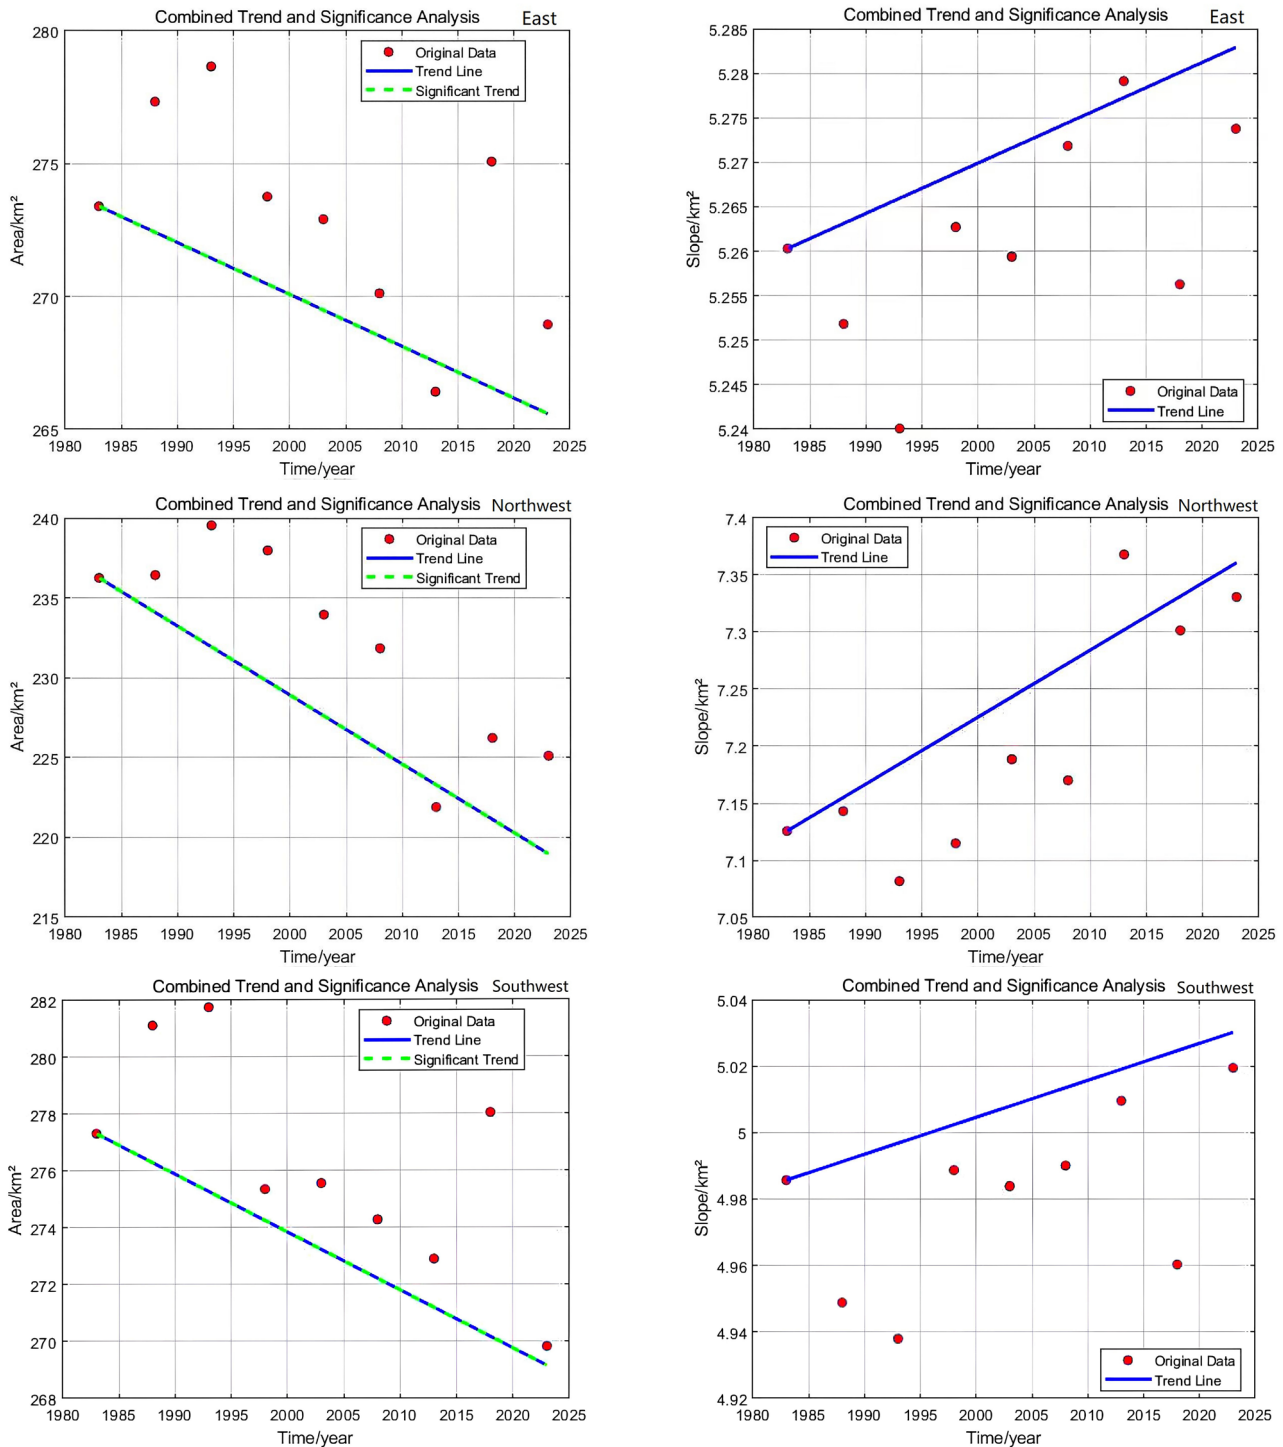 Combined Trend and Significance Analysis East
280
275
270
265
Area/km²
Original Data
Trend Line
Significant Trend
1980 1985 1990 1995 2000 2005 2010 2015 2020 2025
Time/year
Combined Trend and Significance Analysis East
5.285
5.28
5.275
5.27
5.265
5.26
5.255
5.25
5.245
5.24
Slope/km²
Original Data
Trend Line
1980 1985 1990 1995 2000 2005 2010 2015 2020 2025
Time/year
Combined Trend and Significance Analysis Northwest
240
235
230
225
220
215
Area/km²
Original Data
Trend Line
Significant Trend
1980 1985 1990 1995 2000 2005 2010 2015 2020 2025
Time/year
Combined Trend and Significance Analysis Northwest
7.4
7.35
7.3
7.25
7.2
7.15
7.1
7.05
Slope/km²
Original Data
Trend Line
1980 1985 1990 1995 2000 2005 2010 2015 2020 2025
Time/year
Combined Trend and Significance Analysis Southwest
282
280
278
276
274
272
270
268
Area/km²
Original Data
Trend Line
Significant Trend
1980 1985 1990 1995 2000 2005 2010 2015 2020 2025
Time/year
Combined Trend and Significance Analysis Southwest
5.04
5.02
5
4.98
4.96
4.94
4.92
Slope/km²
Original Data
Trend Line
1980 1985 1990 1995 2000 2005 2010 2015 2020 2025
Time/year